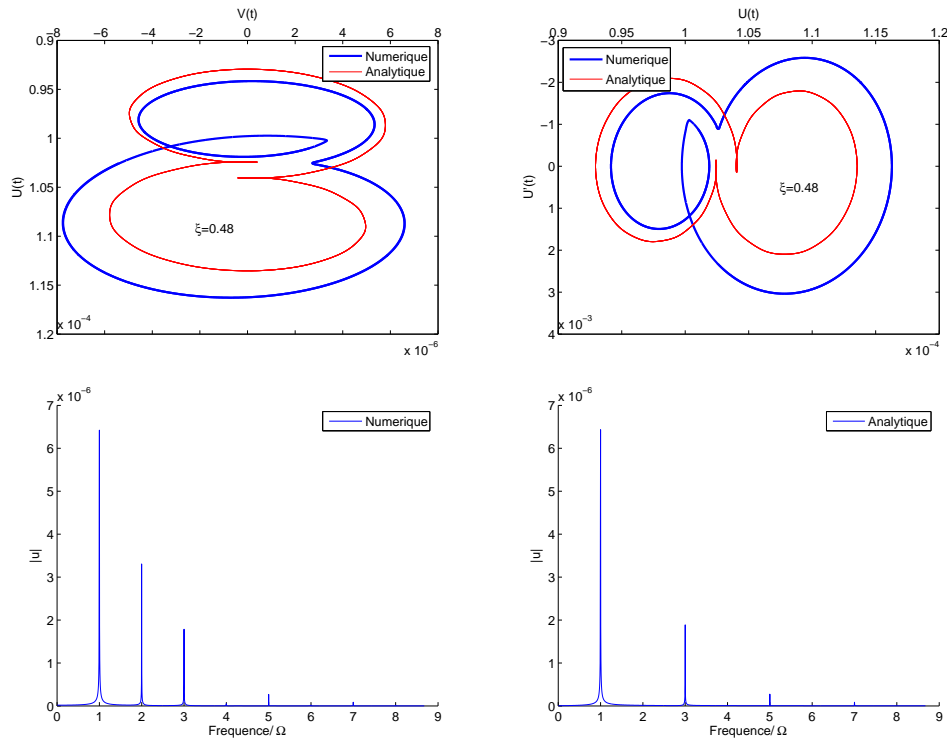 V(t)
−8 −6 −4 −2 0 2 4 6 8
0.9
0.95
1
1.05
1.1
1.15
1.2
U(t)
Numerique
Analytique
ξ=0.48
x 10−4
x 10−6
U(t)
0.9 0.95 1 1.05 1.1 1.15 1.2
−3
−2
−1
0
1
2
3
4
U'(t)
Numerique
Analytique
ξ=0.48
x 10−3
x 10−4
x 10−6
7
6
5
4
3
2
1
0
|u|
Numerique
0 1 2 3 4 5 6 7 8 9
Frequence/ Ω
x 10−6
7
6
5
4
3
2
1
0
|u|
Analytique
0 1 2 3 4 5 6 7 8 9
Frequence/ Ω